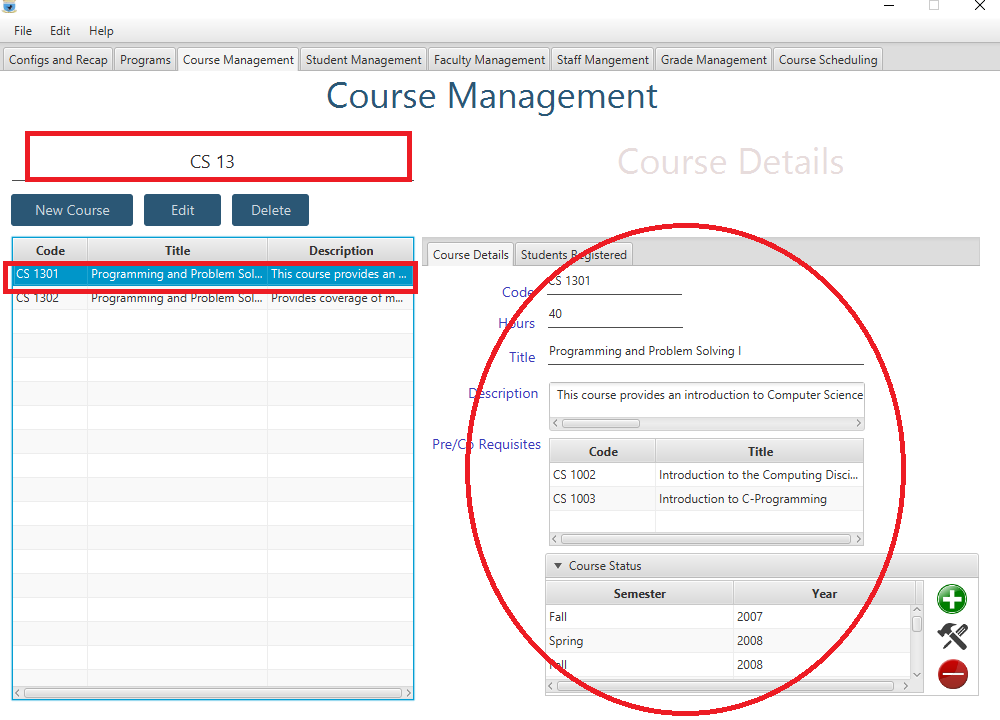 File Edit Help
Configs and Recap Programs Course Management Student Management Faculty Management Staff Mangement Grade Management Course Scheduling
Course Management
CS 13
Course Details
New Course Edit Delete
Code Title Description
CS 1301 Programming and Problem Sol... This course provides an ...
CS 1302 Programming and Problem Sol... Provides coverage of m...
Course Details Students Registered
Code CS 1301
Hours 40
Title Programming and Problem Solving I
Description This course provides an introduction to Computer Science
Pre/Co Requisites
Code Title
CS 1002 Introduction to the Computing Disci...
CS 1003 Introduction to C-Programming
Course Status
Semester Year
Fall 2007
Spring 2008
Fall 2008